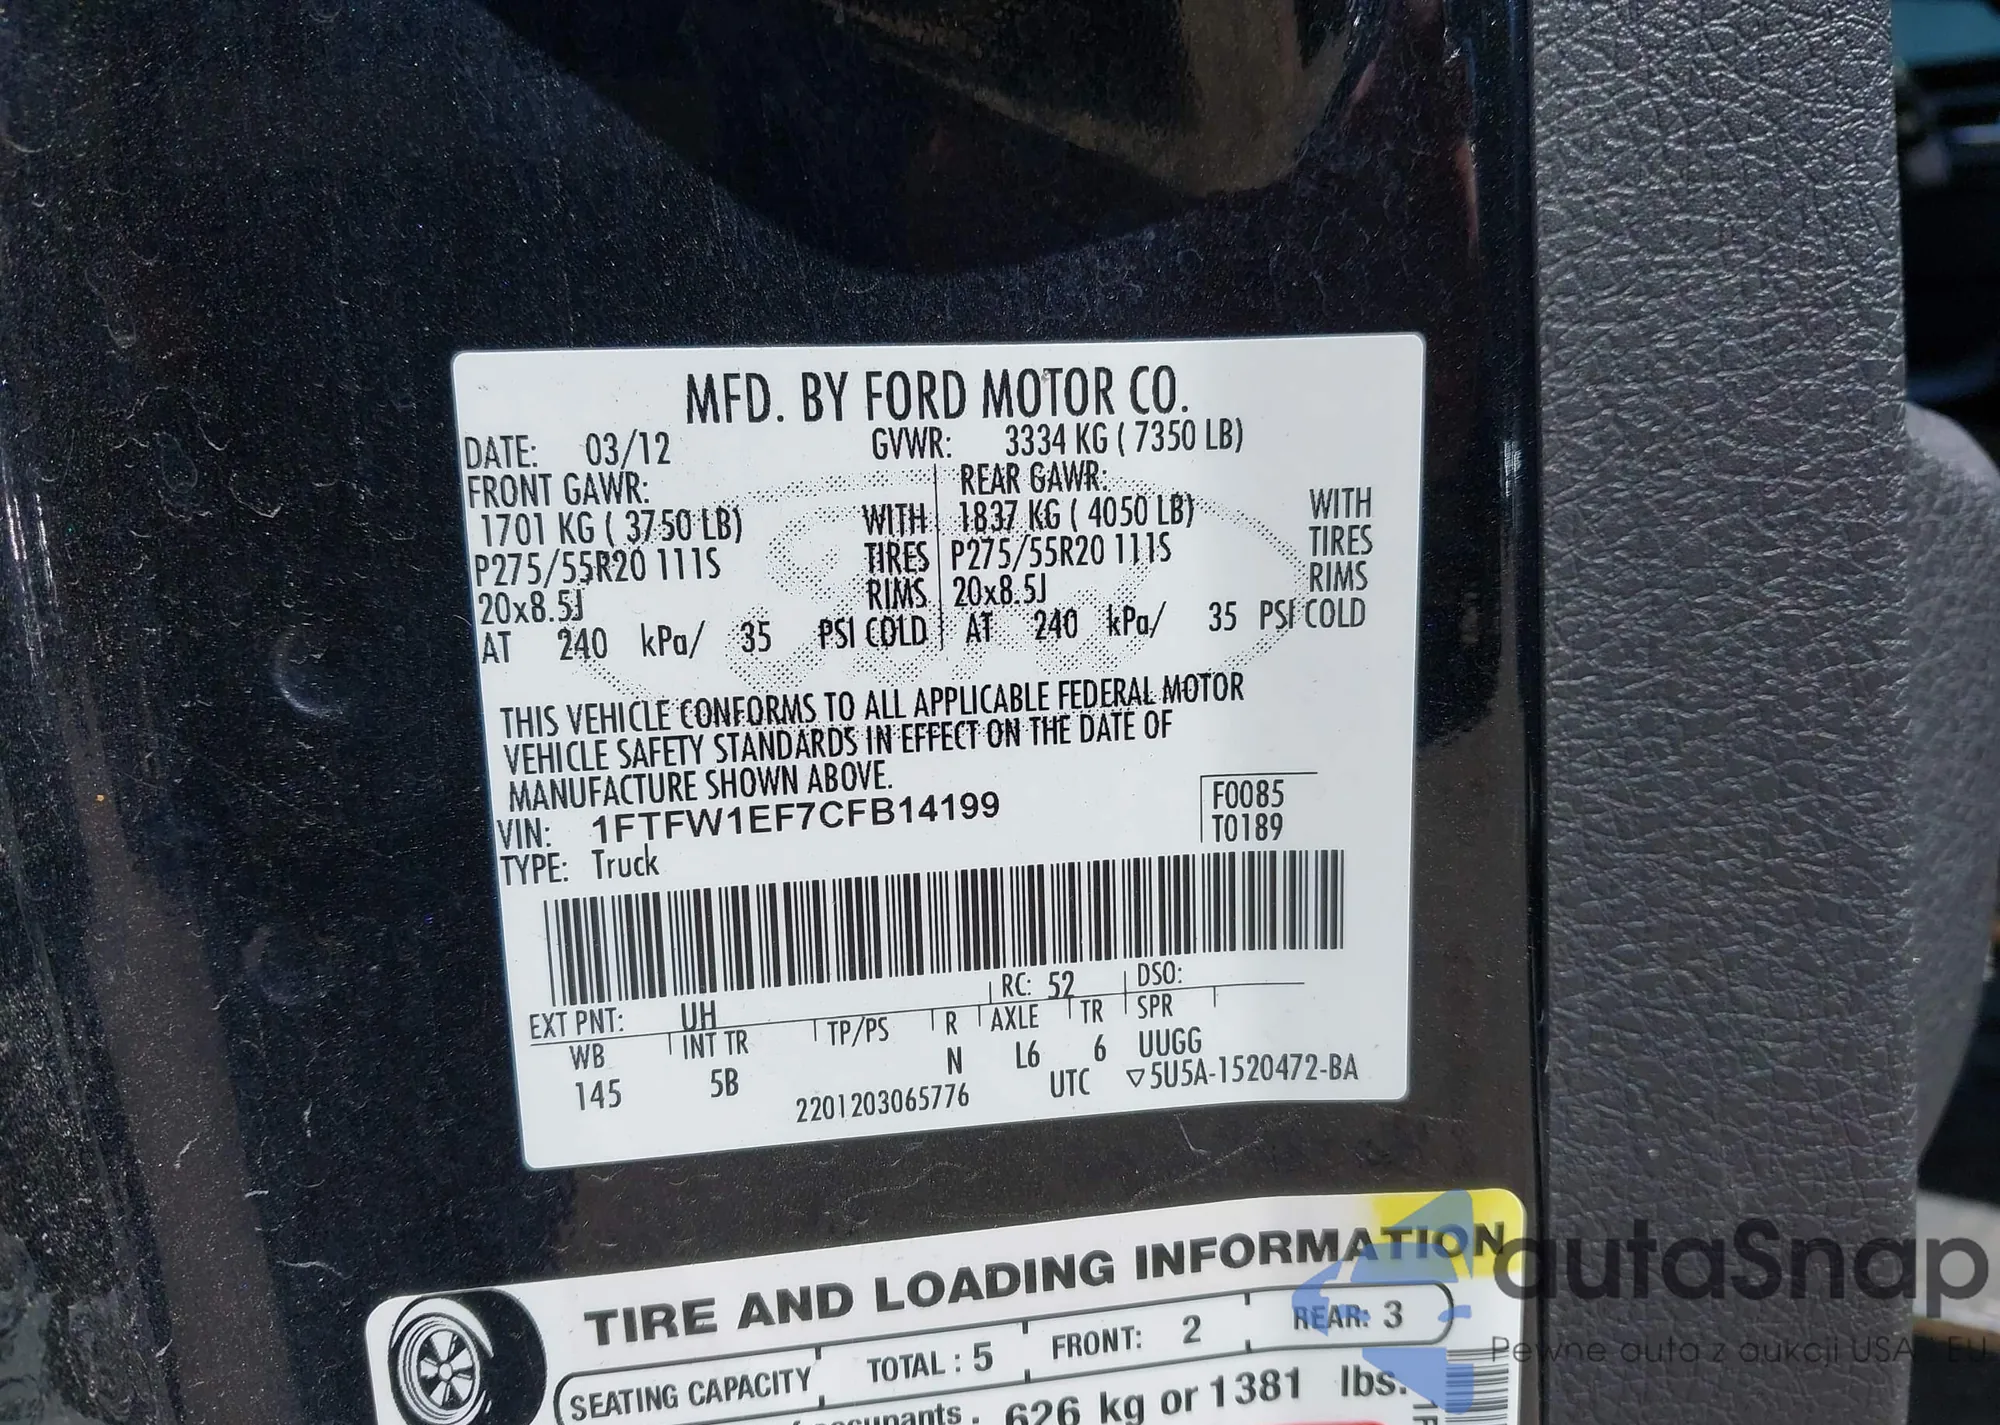 MFD. BY FORD MOTOR CO.
DATE: 03/12 GVWR: 3334 KG ( 7350 LB)
FRONT GAWR: REAR GAWR:
1701 KG ( 3750 LB) WITH 1837 KG ( 4050 LB) WITH
P275/55R20 111S TIRES P275/55R20 111S TIRES
20x8.5J RIMS 20x8.5J RIMS
AT 240 kPa/ 35 PSI COLD AT 240 kPa/ 35 PSI COLD
THIS VEHICLE CONFORMS TO ALL APPLICABLE FEDERAL MOTOR
VEHICLE SAFETY STANDARDS IN EFFECT ON THE DATE OF
MANUFACTURE SHOWN ABOVE.
VIN: 1FTFW1EF7CFB14199 F0085
TYPE: Truck T0189
EXT PNT: UH RC: 52 DSO:
WB INT TR TP/PS R AXLE TR SPR
145 5B N L6 6 UUGG
2201203065776 UTC ▽5U5A-1520472-BA
TIRE AND LOADING INFORMATION
SEATING CAPACITY TOTAL : 5 FRONT: 2 REAR: 3
626 kg or 1381 lbs.
autaSnap
Pewne auta z aukcji USA EU